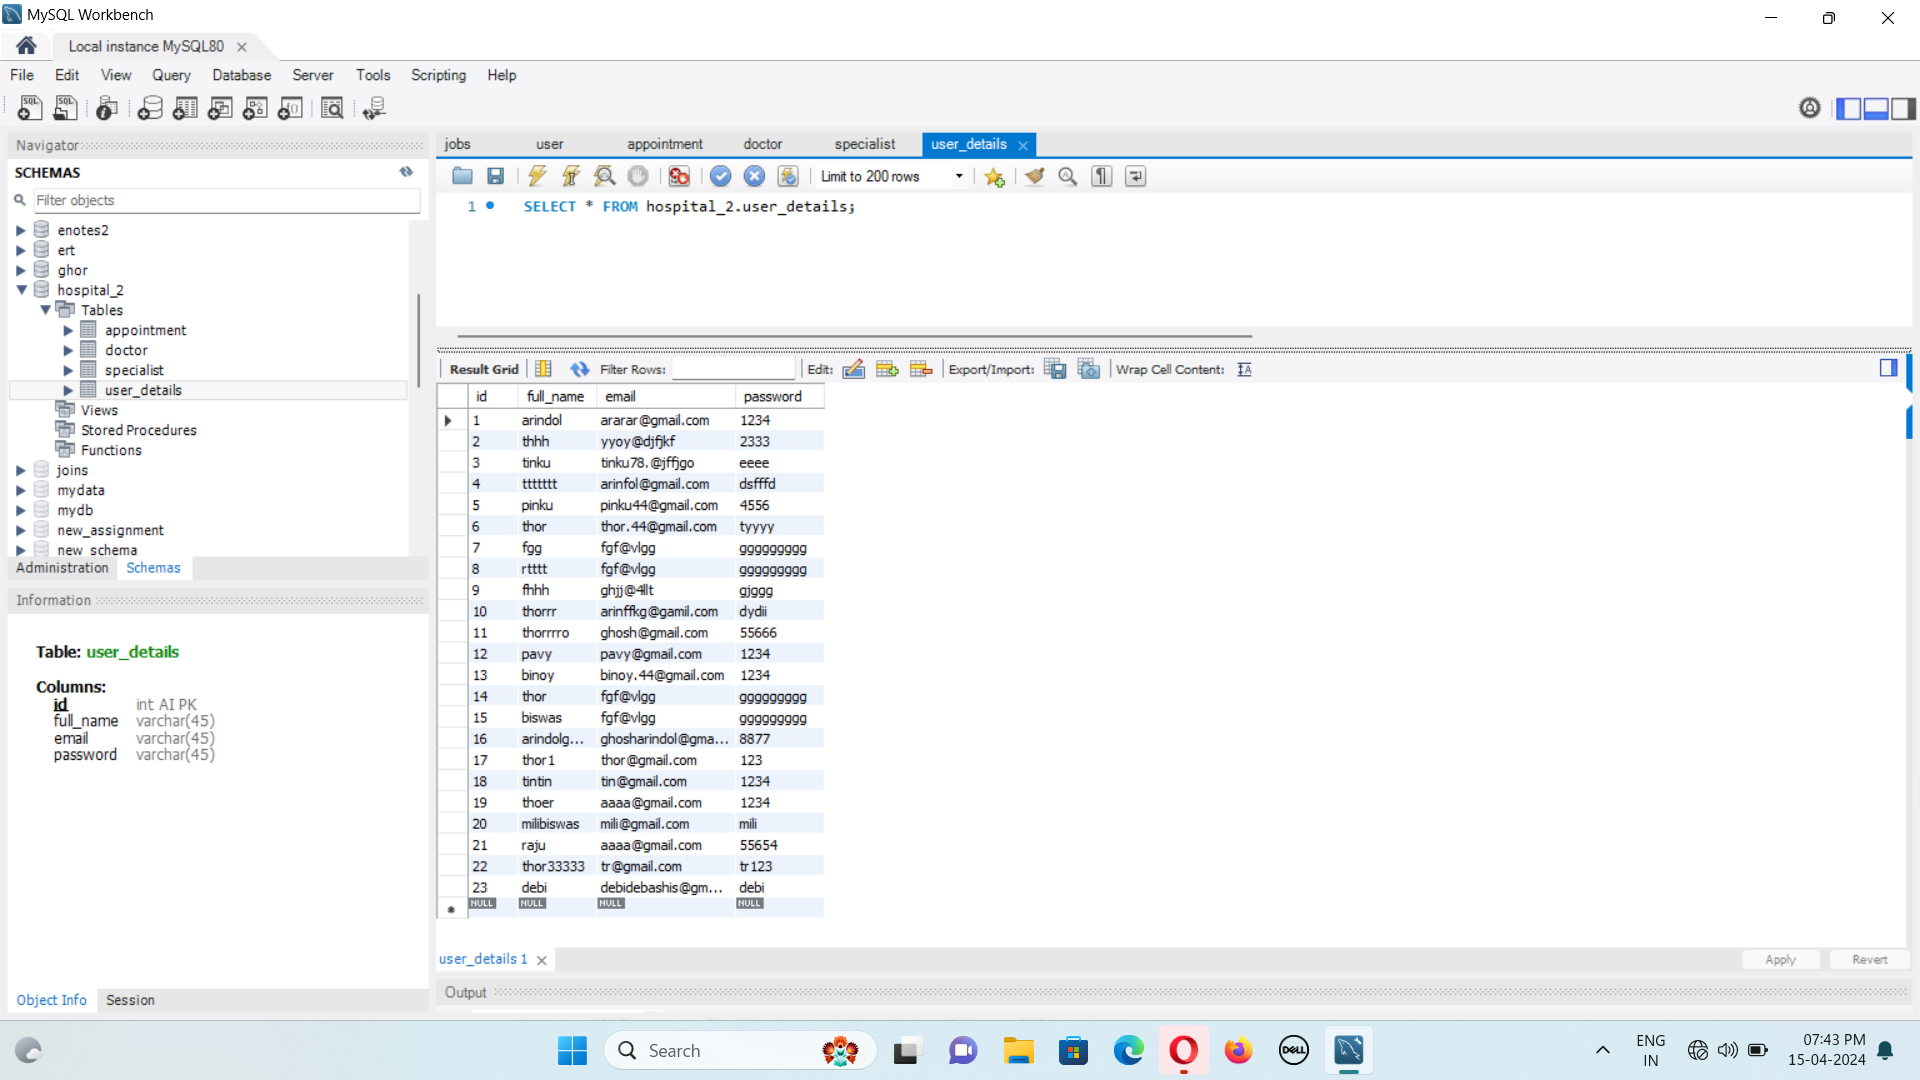 MySQL Workbench
Local instance MySQL80
File Edit View Query Database Server Tools Scripting Help
Navigator
SCHEMAS
Filter objects
enotes2
ert
ghor
hospital_2
Tables
appointment
doctor
specialist
user_details
Views
Stored Procedures
Functions
joins
mydata
mydb
new_assignment
new_schema
Administration Schemas
Information
Table: user_details
Columns:
id int AI PK
full_name varchar(45)
email varchar(45)
password varchar(45)
Object Info Session
jobs user appointment doctor specialist user_details
Limit to 200 rows
1 SELECT * FROM hospital_2.user_details;
Result Grid Filter Rows: Edit: Export/Import: Wrap Cell Content:
id full_name email password
1 arindol ararar@gmail.com 1234
2 thhh yyoy@djfjkf 2333
3 tinku tinku78.@jffjgo eeee
4 ttttttt arinfol@gmail.com dsfffd
5 pinku pinku44@gmail.com 4556
6 thor thor.44@gmail.com tyyyy
7 fgg fgf@vlgg ggggggggg
8 rtttt fgf@vlgg ggggggggg
9 fhhh ghjj@4llt gjggg
10 thorrr arinffkg@gamil.com dydii
11 thorrrro ghosh@gmail.com 55666
12 pavy pavy@gmail.com 1234
13 binoy binoy.44@gmail.com 1234
14 thor fgf@vlgg ggggggggg
15 biswas fgf@vlgg ggggggggg
16 arindolg... ghosharindol@gma... 8877
17 thor1 thor@gmail.com 123
18 tintin tin@gmail.com 1234
19 thoer aaaa@gmail.com 1234
20 milibiswas mili@gmail.com mili
21 raju aaaa@gmail.com 55654
22 thor33333 tr@gmail.com tr123
23 debi debidebashis@gm... debi
NULL NULL NULL NULL
user_details 1
Apply Revert
Output
Search
DELL
ENG
IN
07:43 PM
15-04-2024